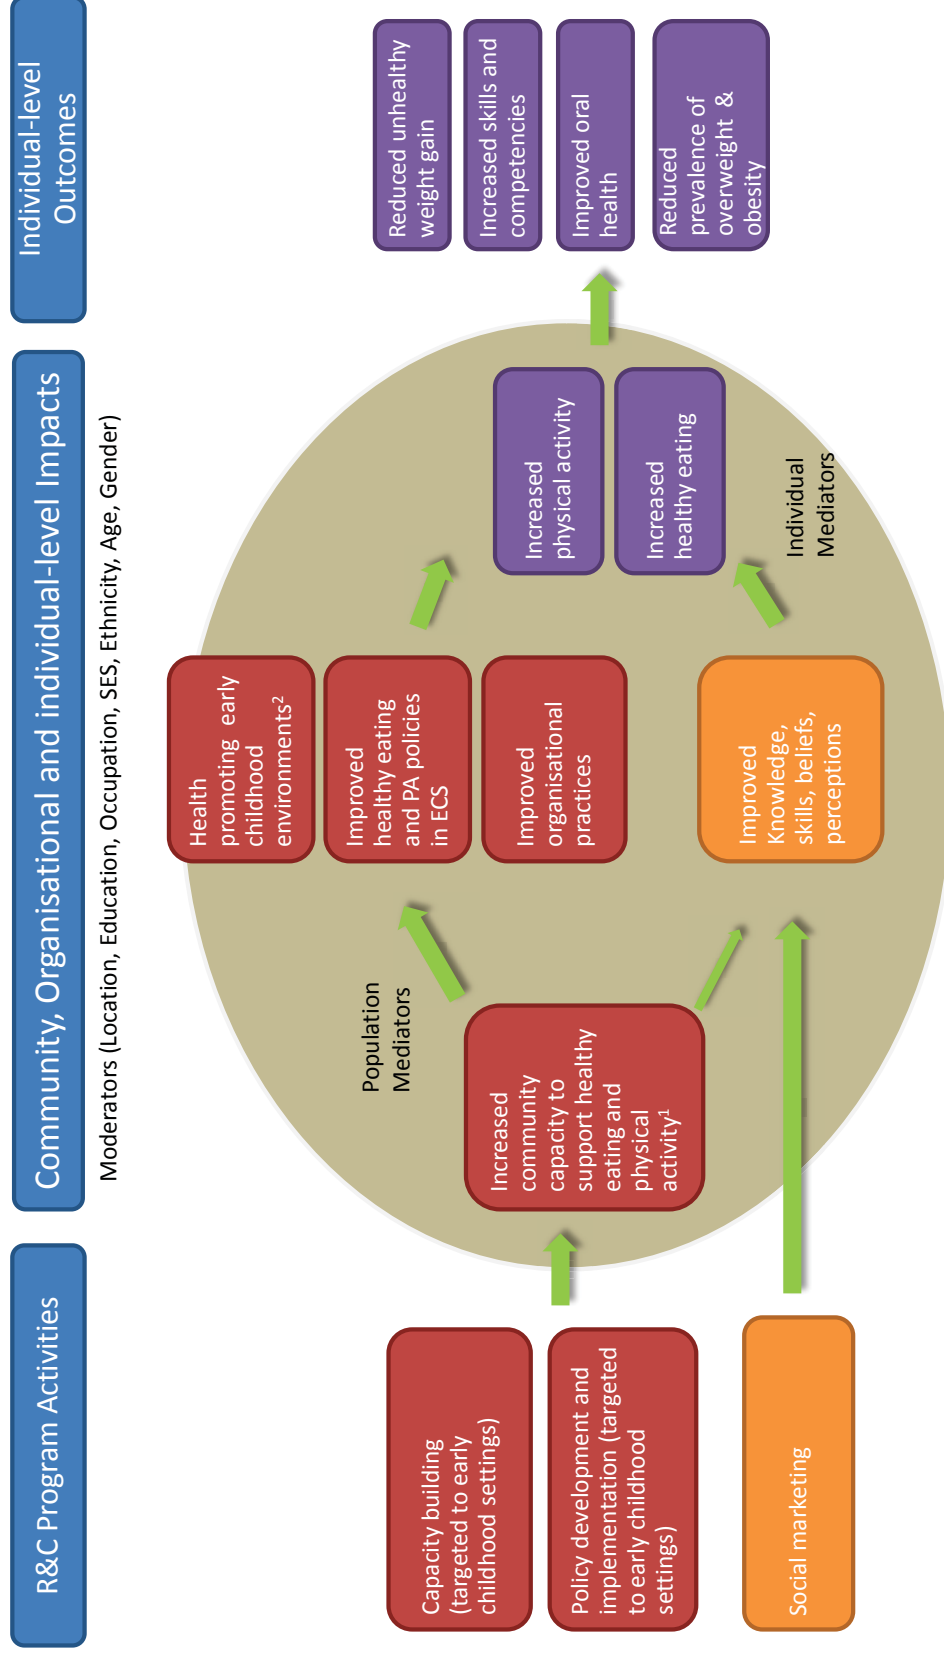 R&C Program Activities
Community, Organisational and individual-level Impacts
Individual-level
Outcomes
Moderators (Location, Education, Occupation, SES, Ethnicity, Age, Gender)
Capacity building
(targeted to early
childhood settings)
Policy development and
implementation (targeted
to early childhood
settings)
Social marketing
Population
Mediators
Increased
community
capacity to
support healthy
eating and
physical
activity¹
Health
promoting early
childhood
environments²
Improved
healthy eating
and PA policies
in ECS
Improved
organisational
practices
Improved
Knowledge,
skills, beliefs,
perceptions
Increased
physical activity
Increased
healthy eating
Individual
Mediators
Reduced unhealthy
weight gain
Increased skills and
competencies
Improved oral
health
Reduced
prevalence of
overweight &
obesity